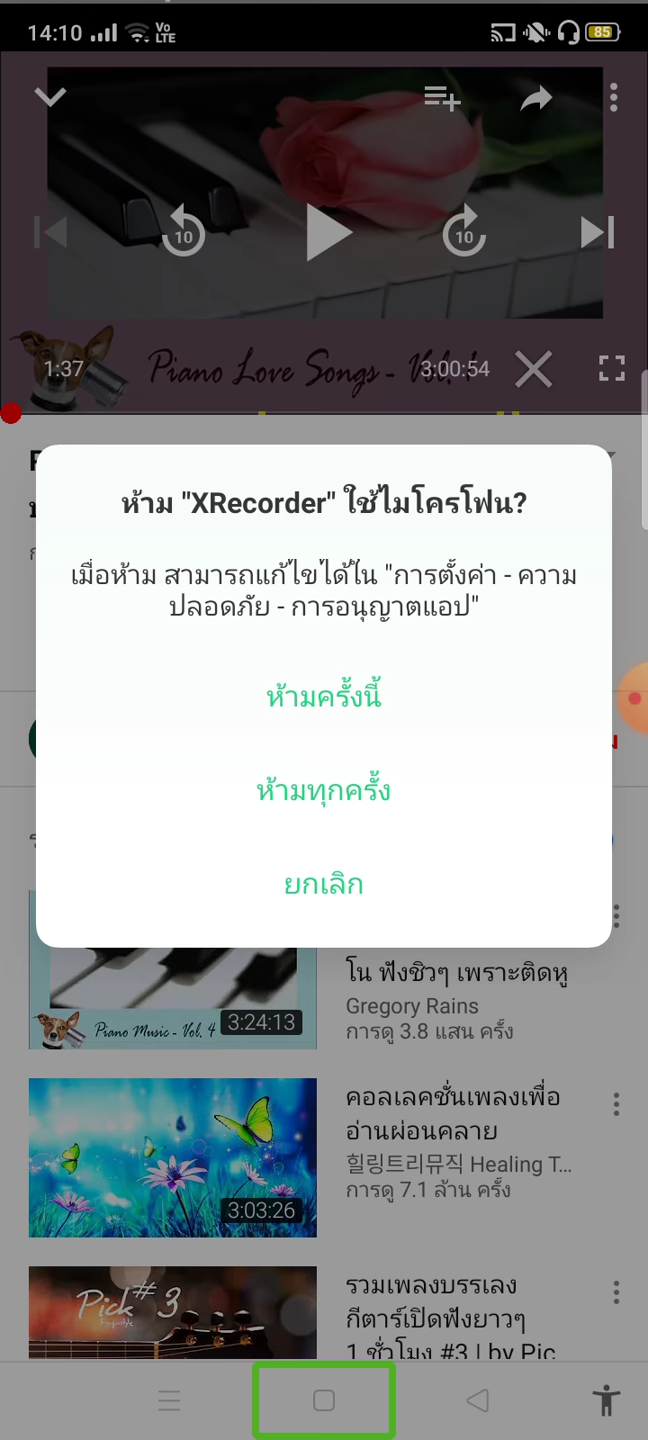 14:10
Vo
LTE
85
10
10
1:37
Piano Love Songs - Vol. 1
3:00:54
ห้าม "XRecorder" ใช้ไมโครโฟน?
เมื่อห้าม สามารถแก้ไขได้ใน "การตั้งค่า - ความ
ปลอดภัย - การอนุญาตแอป"
ห้ามครั้งนี้
ห้ามทุกครั้ง
ยกเลิก
โน ฟังชิวๆ เพราะติดหู
Gregory Rains
การดู 3.8 แสน ครั้ง
Piano Music - Vol. 4
3:24:13
คอลเลคชั่นเพลงเพื่อ
อ่านผ่อนคลาย
힐링트리뮤직 Healing T...
การดู 7.1 ล้าน ครั้ง
3:03:26
Pick #3
รวมเพลงบรรเลง
กีตาร์เปิดฟังยาวๆ
1 ชั่วโมง #3 | by Pic